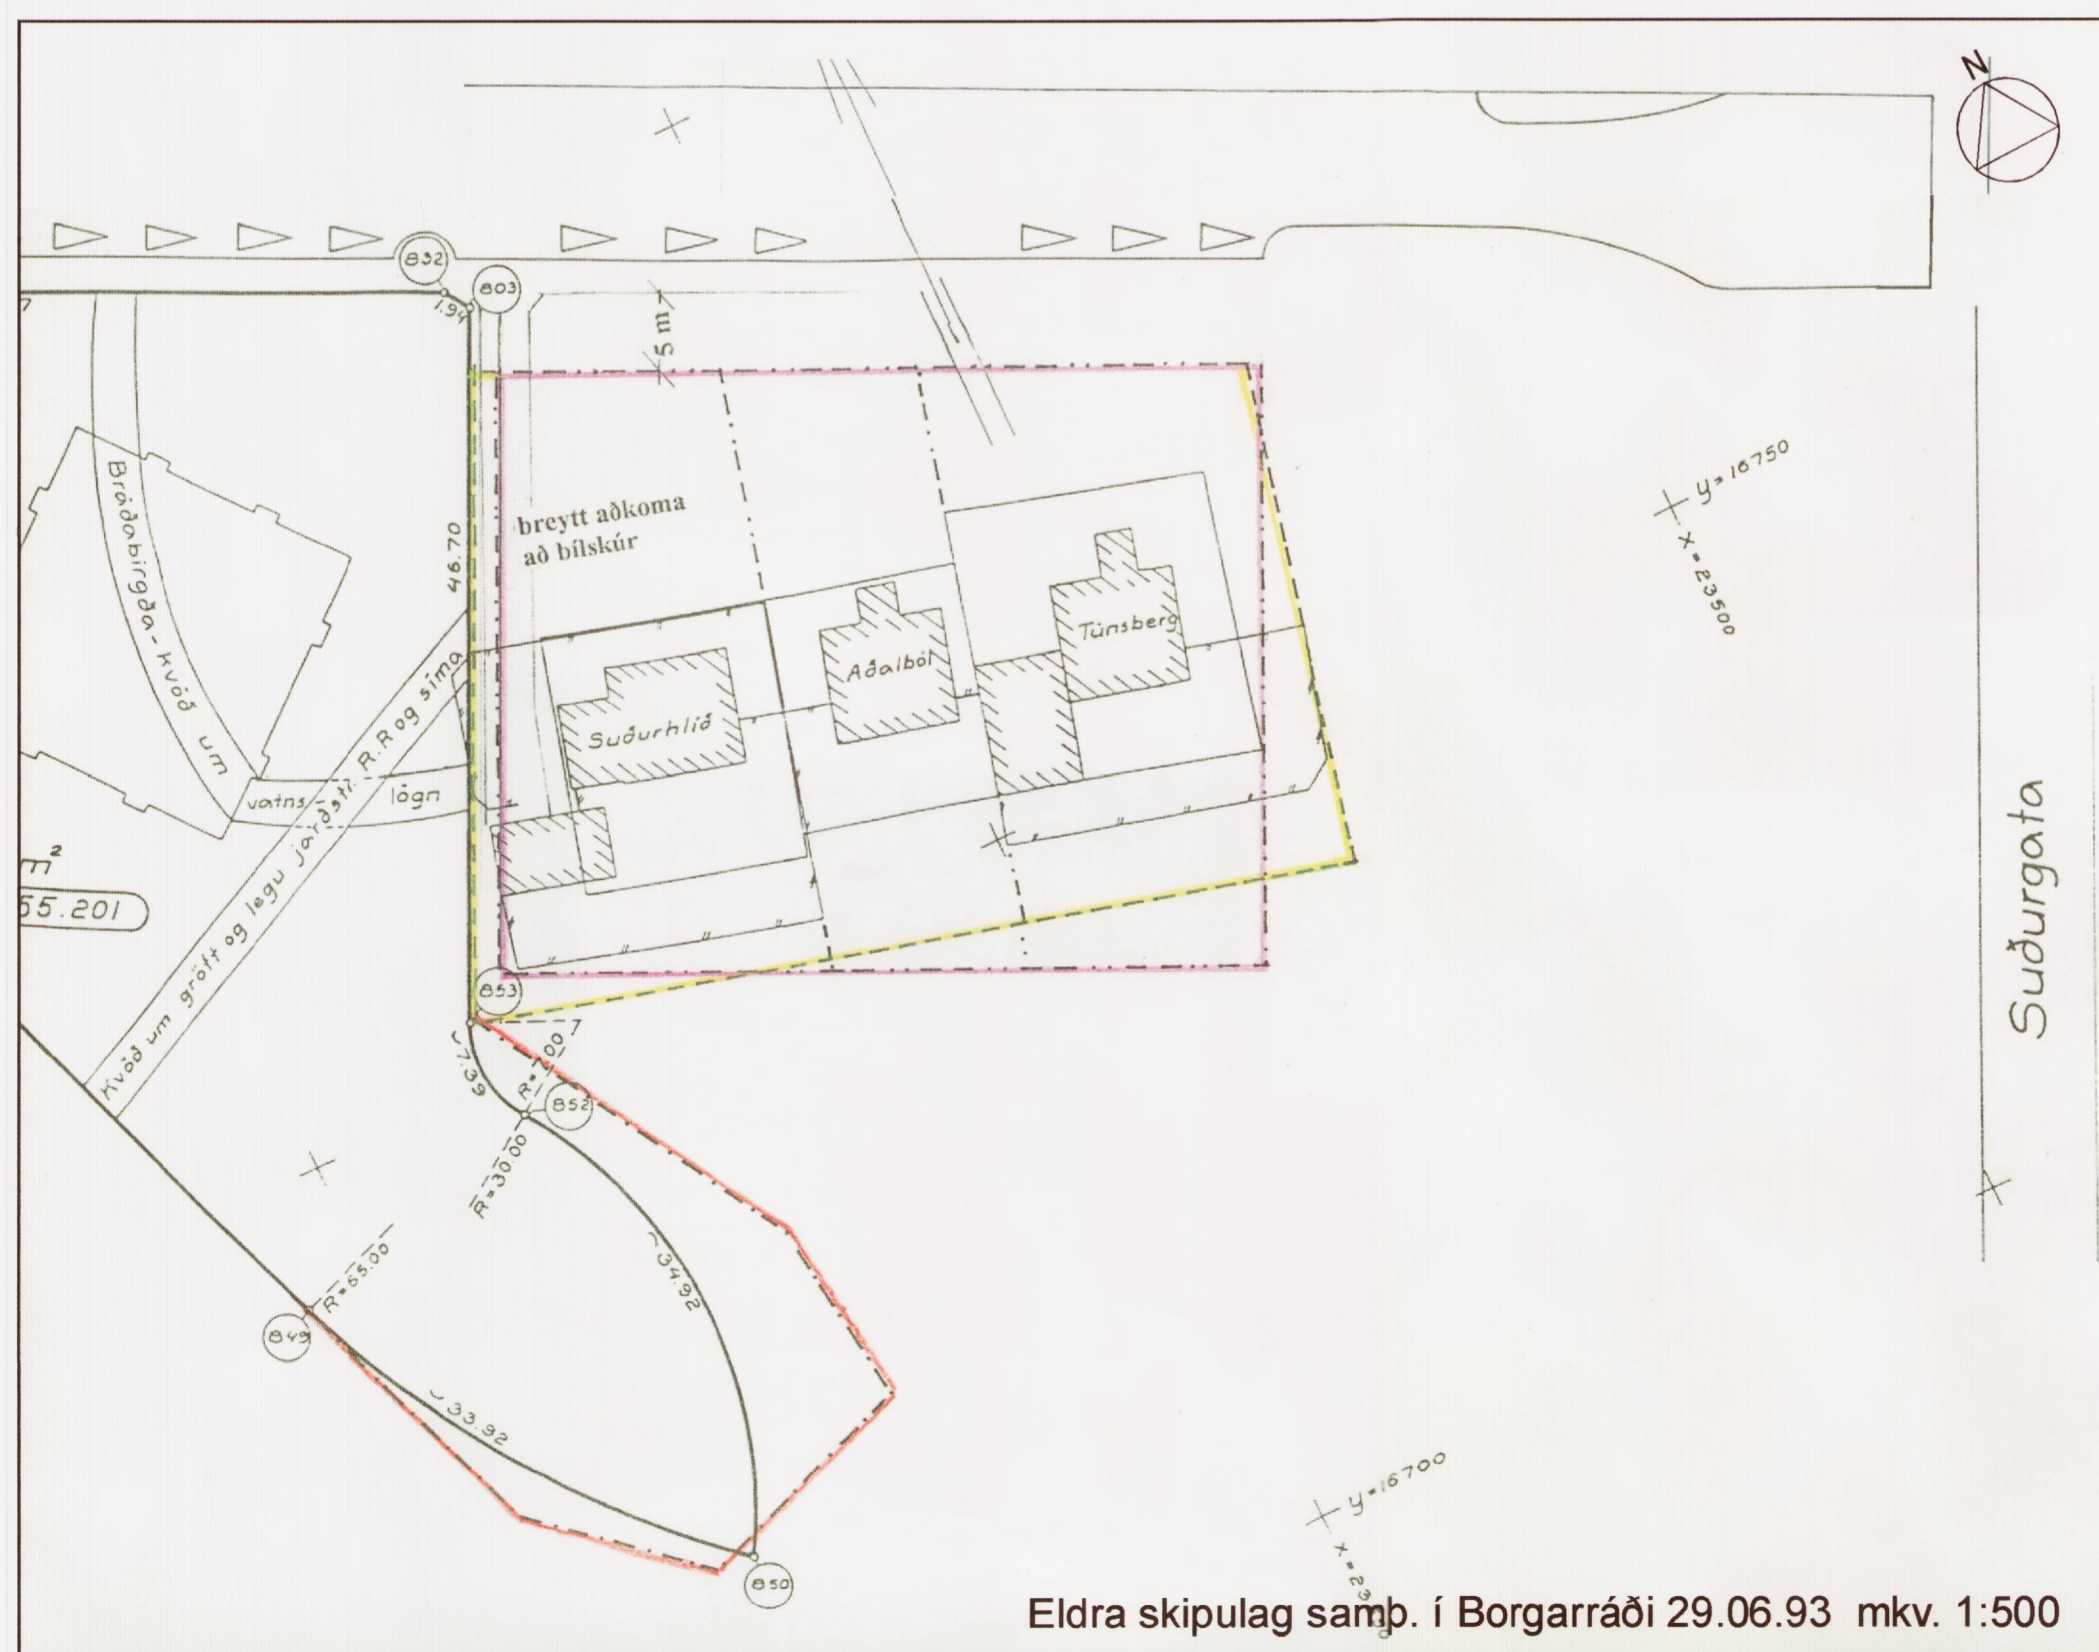 N
832
803
1.94
7
5 m
y=16750
x=23500
breytt aðkoma
að bílskúr
46.70
Bráðabirgða-kvöð um
vatns
lögn
Kvöð um gröft og legu jarðstr. R.R og síma
Túnsberg
Aðalból
Suðurhlíð
m²
55.201
Suðurgata
853
7.39
R=7.00
852
R=30.00
34.92
R=65.00
849
33.92
850
y=16700
Eldra skipulag samþ. í Borgarráði 29.06.93 mkv. 1:500